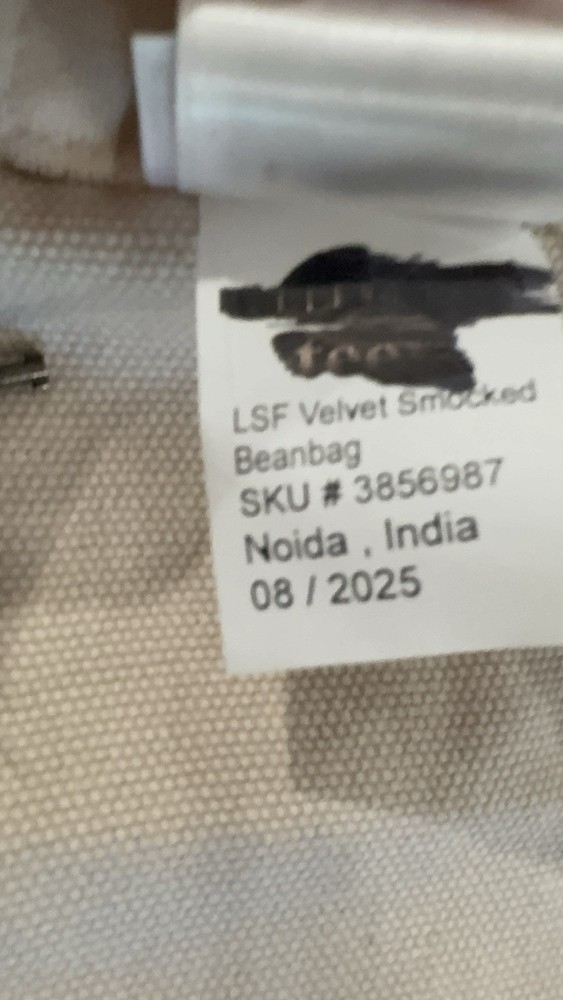 LSF Velvet Smocked
Beanbag
SKU # 3856987
Noida , India
08 / 2025